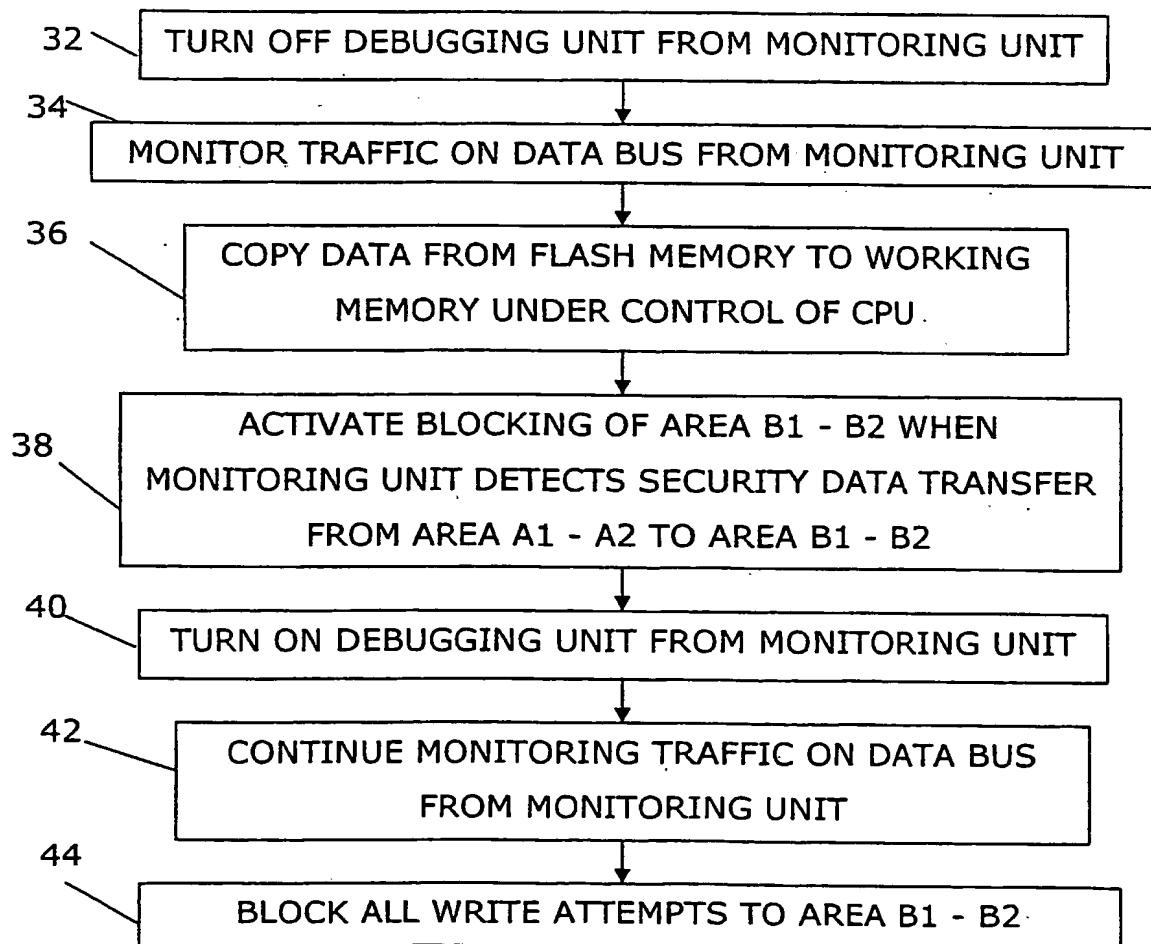 32
TURN OFF DEBUGGING UNIT FROM MONITORING UNIT
34
MONITOR TRAFFIC ON DATA BUS FROM MONITORING UNIT
36
COPY DATA FROM FLASH MEMORY TO WORKING
MEMORY UNDER CONTROL OF CPU
38
ACTIVATE BLOCKING OF AREA B1 - B2 WHEN
MONITORING UNIT DETECTS SECURITY DATA TRANSFER
FROM AREA A1 - A2 TO AREA B1 - B2
40
TURN ON DEBUGGING UNIT FROM MONITORING UNIT
42
CONTINUE MONITORING TRAFFIC ON DATA BUS
FROM MONITORING UNIT
44
BLOCK ALL WRITE ATTEMPTS TO AREA B1 - B2